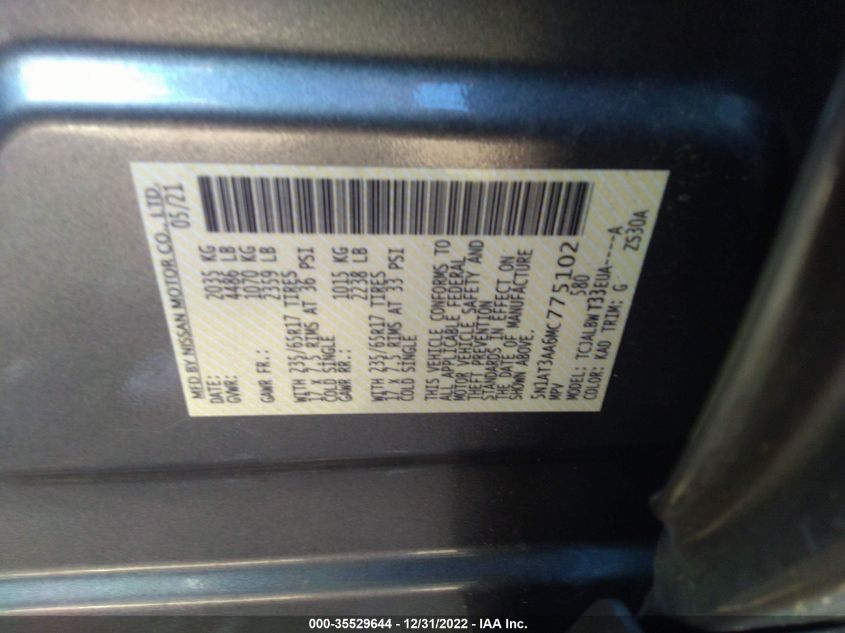 MFD BY NISSAN MOTOR CO., LTD.
DATE: 05/21
GVWR: 2035 KG
4486 LB
GAWR FR.: 1070 KG
2359 LB
WITH 235/65R17 TIRES
17 X 7.5 RIMS AT 36 PSI
COLD SINGLE
GAWR RR.: 1015 KG
2238 LB
WITH 235/65R17 TIRES
17 X 7.5 RIMS AT 33 PSI
COLD SINGLE
THIS VEHICLE CONFORMS TO
ALL APPLICABLE FEDERAL
MOTOR VEHICLE SAFETY AND
THEFT PREVENTION
STANDARDS IN EFFECT ON
THE DATE OF MANUFACTURE
SHOWN ABOVE.
5N1AT3AA6MC775102
MPV 580
MODEL: TCJALBW T33EUA-----A
COLOR: KAD TRIM: G ZS30A
000-35529644 - 12/31/2022 - IAA Inc.